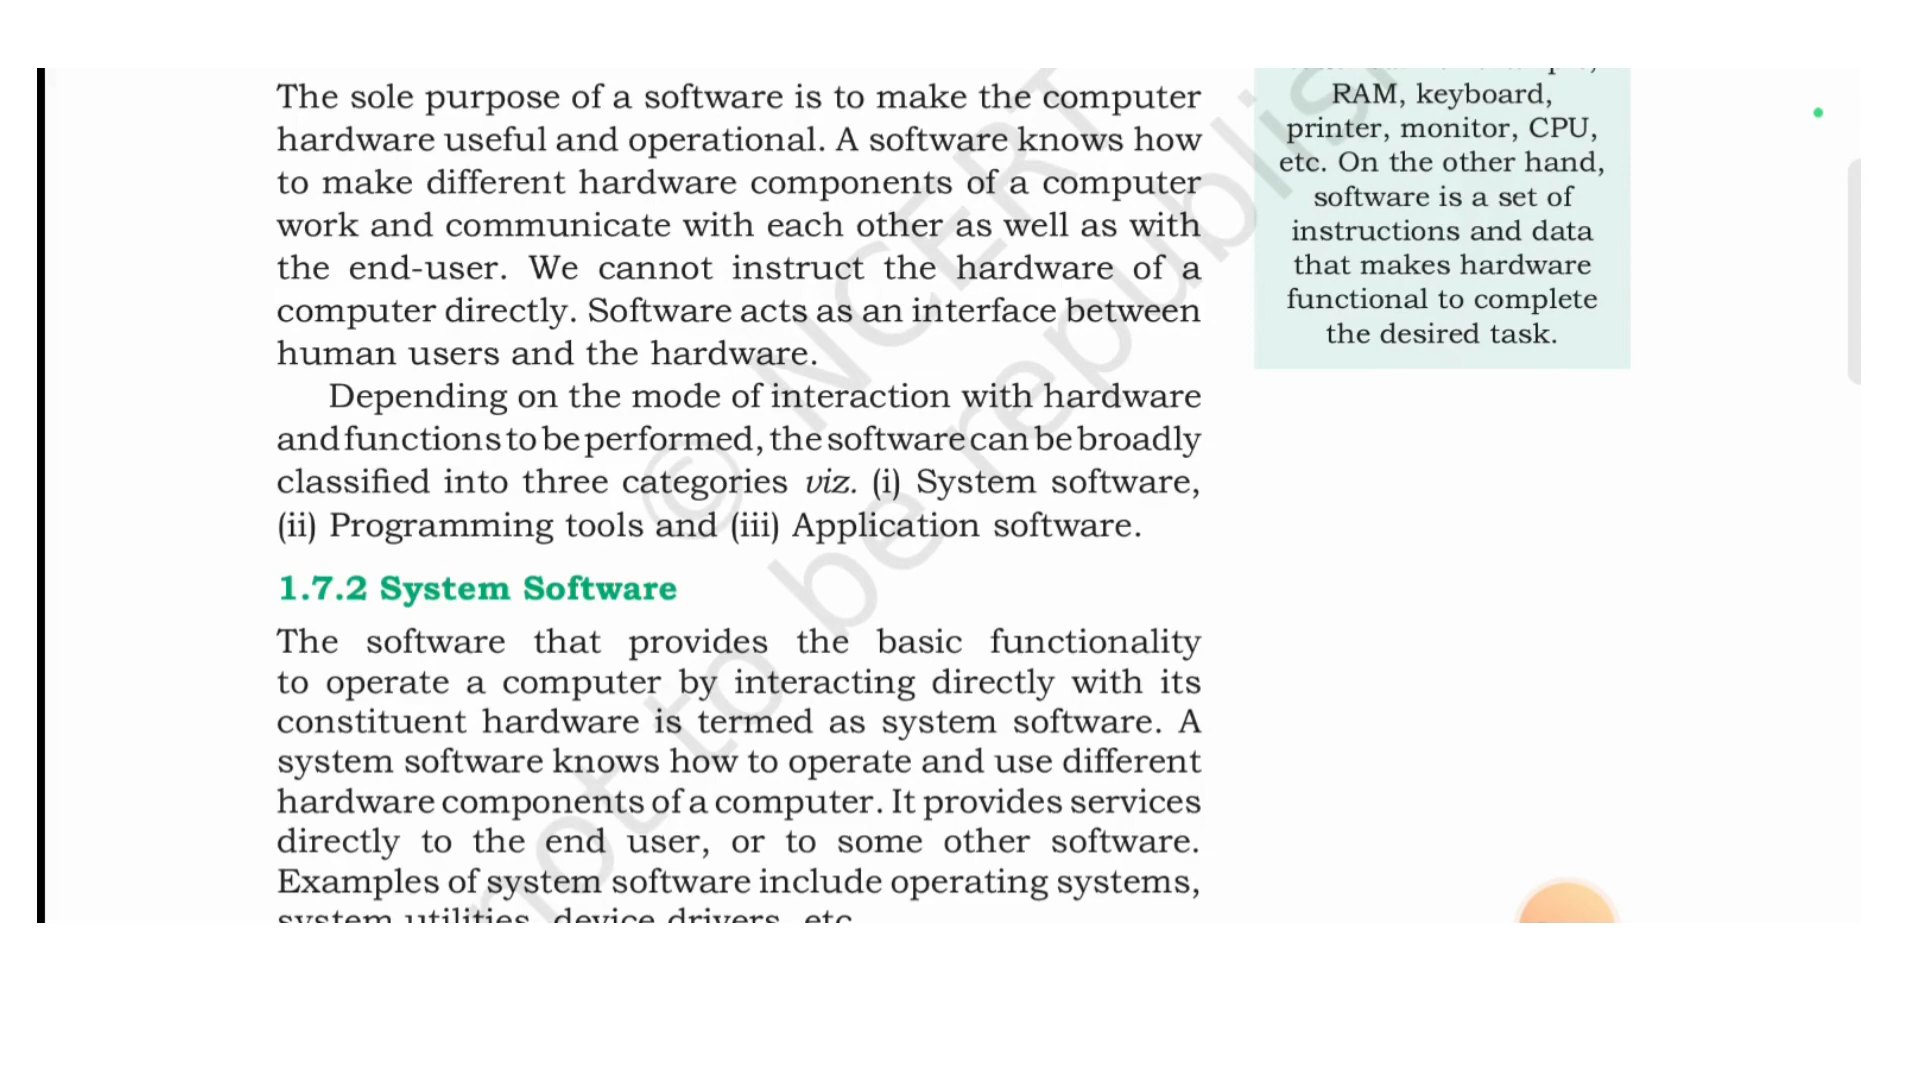 The sole purpose of a software is to make the computer
hardware useful and operational. A software knows how
to make different hardware components of a computer
work and communicate with each other as well as with
the end-user. We cannot instruct the hardware of a
computer directly. Software acts as an interface between
human users and the hardware.
Depending on the mode of interaction with hardware
and functions to be performed, the software can be broadly
classified into three categories viz. (i) System software,
(ii) Programming tools and (iii) Application software.
1.7.2 System Software
The software that provides the basic functionality
to operate a computer by interacting directly with its
constituent hardware is termed as system software. A
system software knows how to operate and use different
hardware components of a computer. It provides services
directly to the end user, or to some other software.
Examples of system software include operating systems,
system utilities, device drivers, etc.
RAM, keyboard,
printer, monitor, CPU,
etc. On the other hand,
software is a set of
instructions and data
that makes hardware
functional to complete
the desired task.
© NCERT
not to be republis